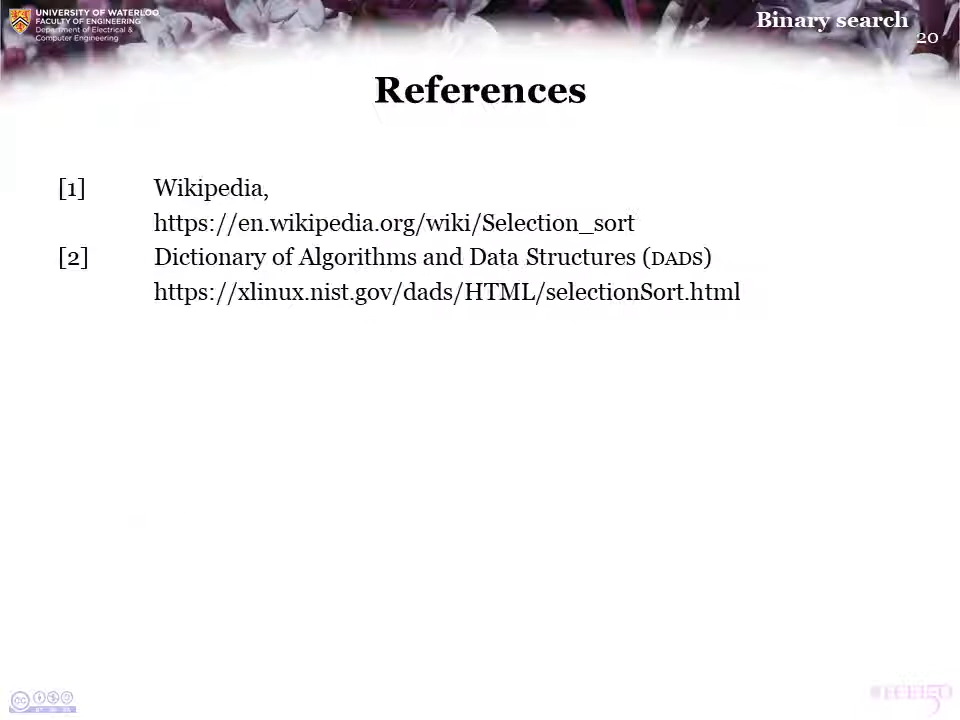 UNIVERSITY OF WATERLOO
FACULTY OF ENGINEERING
Department of Electrical &
Computer Engineering
Binary search
20
References
[1] Wikipedia,
https://en.wikipedia.org/wiki/Selection_sort
[2] Dictionary of Algorithms and Data Structures (DADS)
https://xlinux.nist.gov/dads/HTML/selectionSort.html
cc